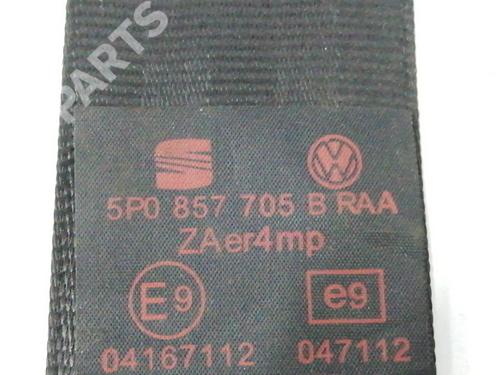 PARTS
5P0 857 705 B RAA
ZAer4mp
E9 e9
04167112 047112